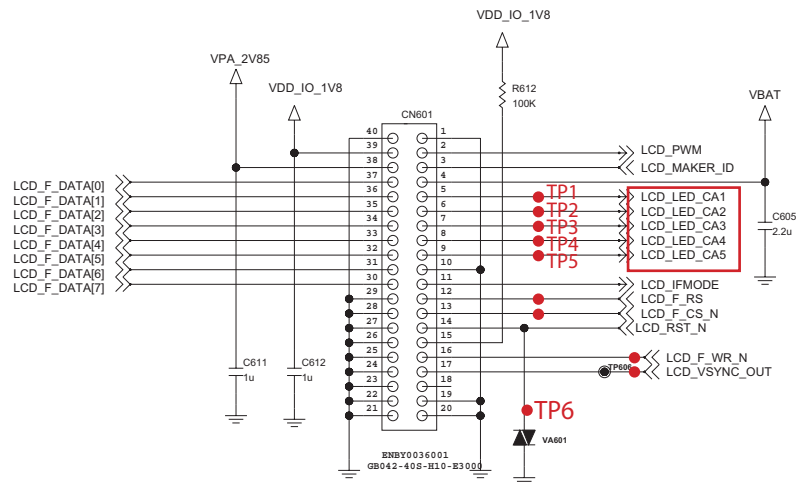 VDD_IO_1V8
VPA_2V85
VDD_IO_1V8
R612
100K
VBAT
CN601
40 1
39 2
38 3
37 4
36 5
35 6
34 7
33 8
32 9
31 10
30 11
29 12
28 13
27 14
26 15
25 16
24 17
23 18
22 19
21 20
LCD_F_DATA[0]
LCD_F_DATA[1]
LCD_F_DATA[2]
LCD_F_DATA[3]
LCD_F_DATA[4]
LCD_F_DATA[5]
LCD_F_DATA[6]
LCD_F_DATA[7]
LCD_PWM
LCD_MAKER_ID
TP1 LCD_LED_CA1
TP2 LCD_LED_CA2
TP3 LCD_LED_CA3
TP4 LCD_LED_CA4
TP5 LCD_LED_CA5
C605
2.2u
LCD_IFMODE
LCD_F_RS
LCD_F_CS_N
LCD_RST_N
LCD_F_WR_N
TP606 LCD_VSYNC_OUT
C611
1u
C612
1u
TP6
VA601
ENBY0036001
GB042-40S-H10-E3000